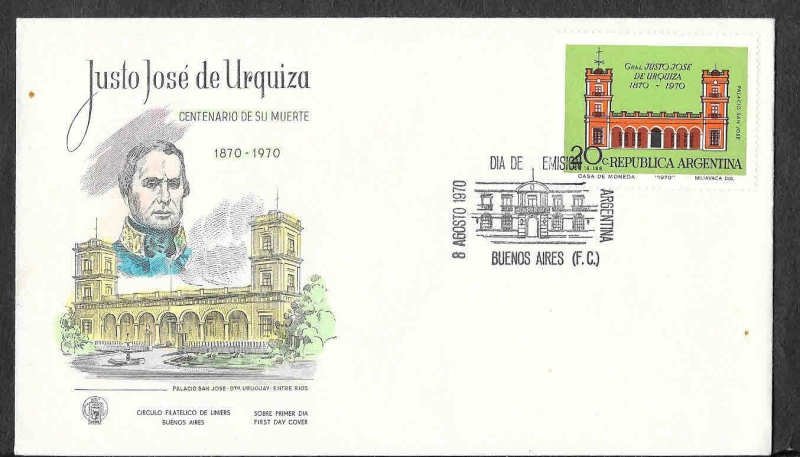 Justo José de Urquiza
CENTENARIO DE SU MUERTE
1870 - 1970
PALACIO SAN JOSE - DTO. URUGUAY - ENTRE RIOS
CIRCULO FILATELICO DE LINIERS
BUENOS AIRES
SOBRE PRIMER DIA
FIRST DAY COVER
GRAL JUSTO JOSE
DE URQUIZA
1870 - 1970
PALACIO SAN JOSE
20 c. REPUBLICA ARGENTINA
CASA DE MONEDA "1970" MILIAVACA DIB.
DIA DE EMISION
8 AGOSTO 1970
ARGENTINA
BUENOS AIRES (F.C.)